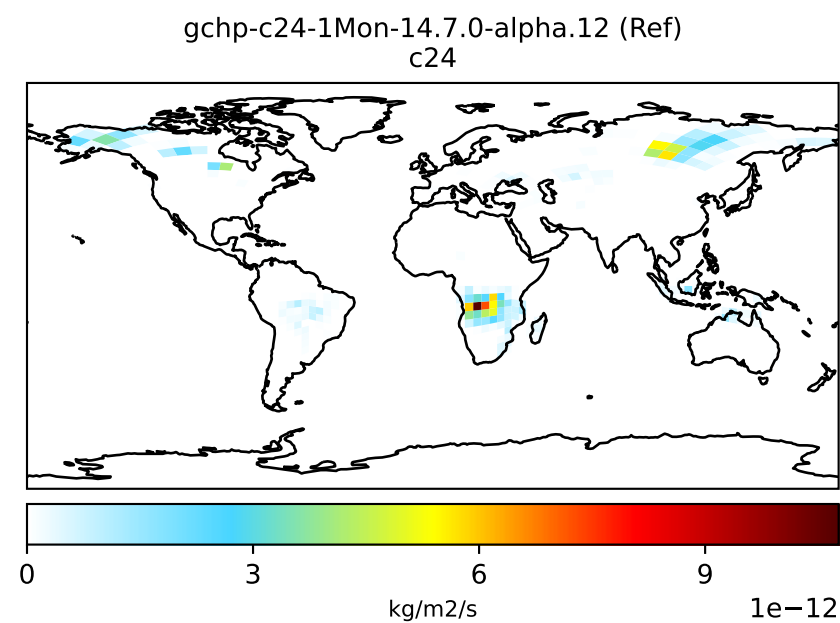 gchp-c24-1Mon-14.7.0-alpha.12 (Ref)
c24
0 3 6 9
1e−12
kg/m2/s